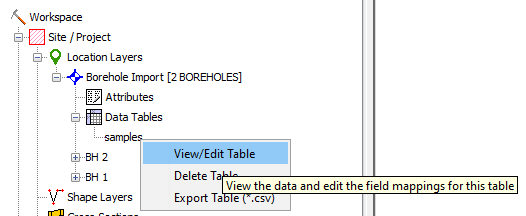 Workspace
Site / Project
Location Layers
Borehole Import [2 BOREHOLES]
Attributes
Data Tables
samples
View/Edit Table
BH 2
Delete Table
View the data and edit the field mappings for this table
BH 1
Export Table (*.csv)
Shape Layers
Cross Sections